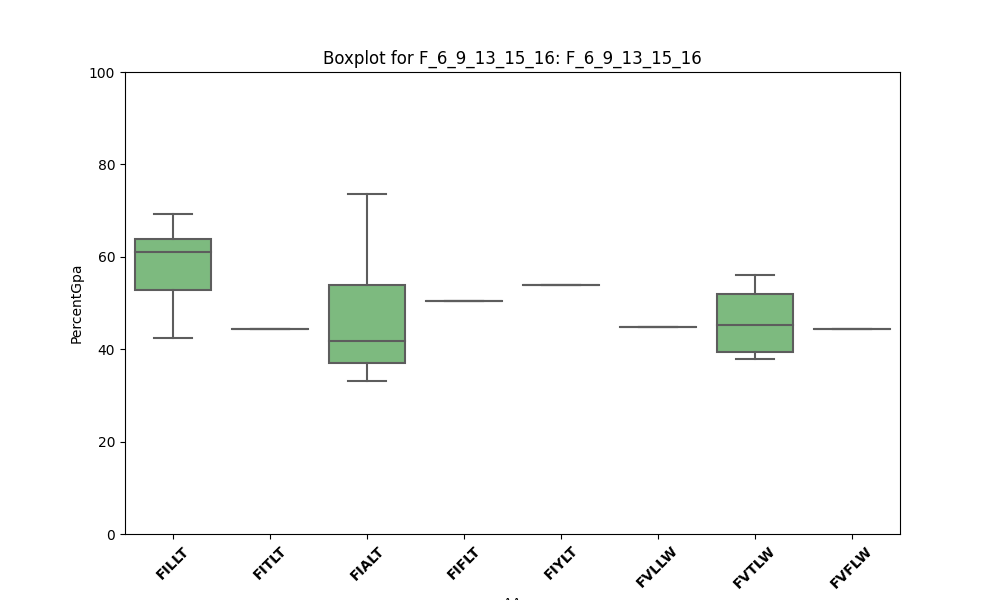 Boxplot for F_6_9_13_15_16: F_6_9_13_15_16
100
80
60
40
20
0
PercentGpa
FILLT
FITLT
FIALT
FIFLT
FIYLT
FVLLW
FVTLW
FVFLW